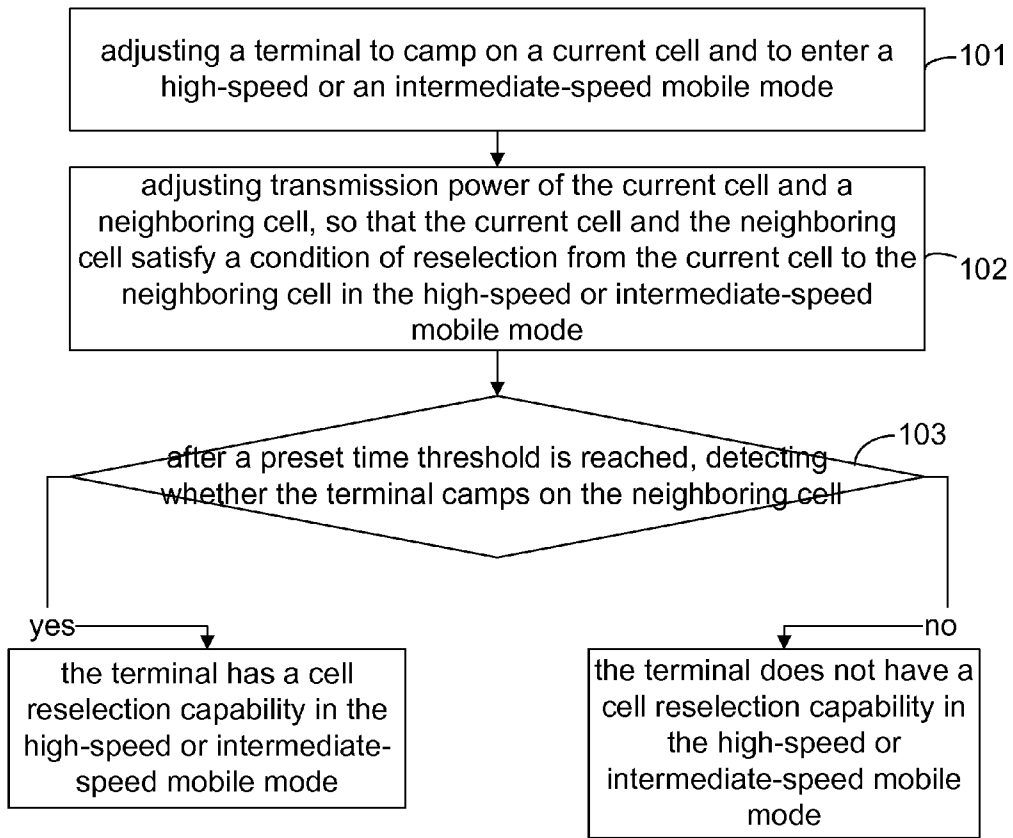 adjusting a terminal to camp on a current cell and to enter a
high-speed or an intermediate-speed mobile mode
101
adjusting transmission power of the current cell and a
neighboring cell, so that the current cell and the neighboring
cell satisfy a condition of reselection from the current cell to the
neighboring cell in the high-speed or intermediate-speed
mobile mode
102
103
after a preset time threshold is reached, detecting
whether the terminal camps on the neighboring cell
yes
no
the terminal has a cell
reselection capability in the
high-speed or intermediate-
speed mobile mode
the terminal does not have a
cell reselection capability in
the high-speed or
intermediate-speed mobile
mode